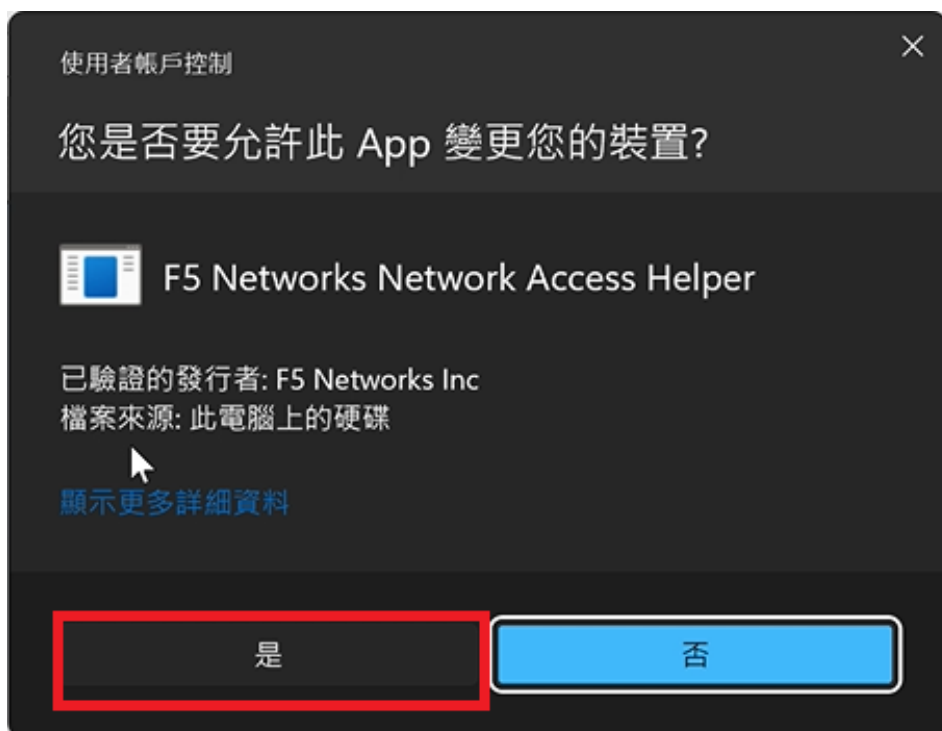 使用者帳戶控制
您是否要允許此 App 變更您的裝置?
F5 Networks Network Access Helper
已驗證的發行者: F5 Networks Inc
檔案來源: 此電腦上的硬碟
顯示更多詳細資料
是
否